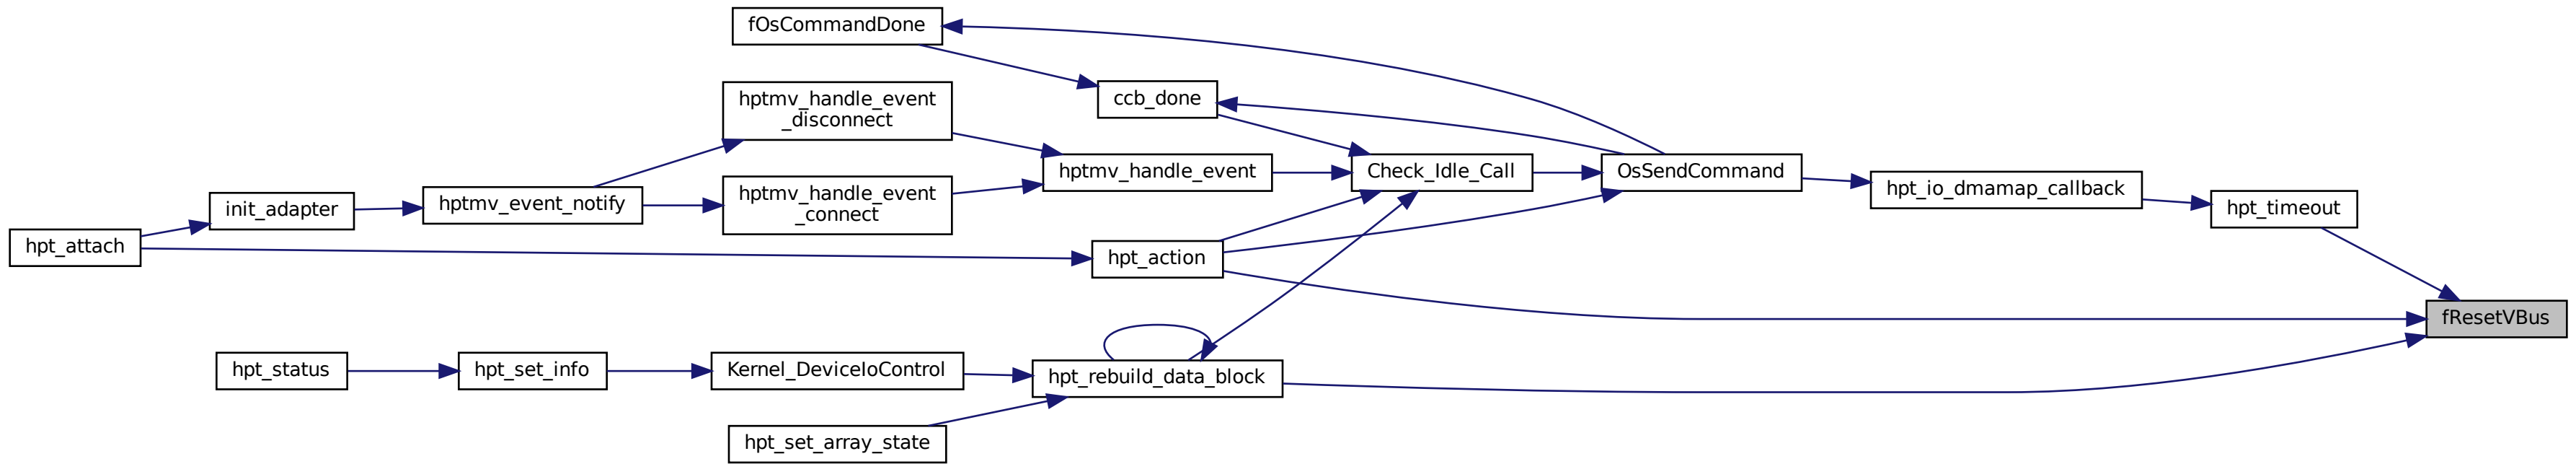 fOsCommandDone
ccb_done
hptmv_handle_event
_disconnect
hptmv_handle_event
Check_Idle_Call
OsSendCommand
hpt_io_dmamap_callback
hpt_timeout
init_adapter
hptmv_event_notify
hptmv_handle_event
_connect
hpt_attach
hpt_action
fResetVBus
hpt_status
hpt_set_info
Kernel_DeviceIoControl
hpt_rebuild_data_block
hpt_set_array_state